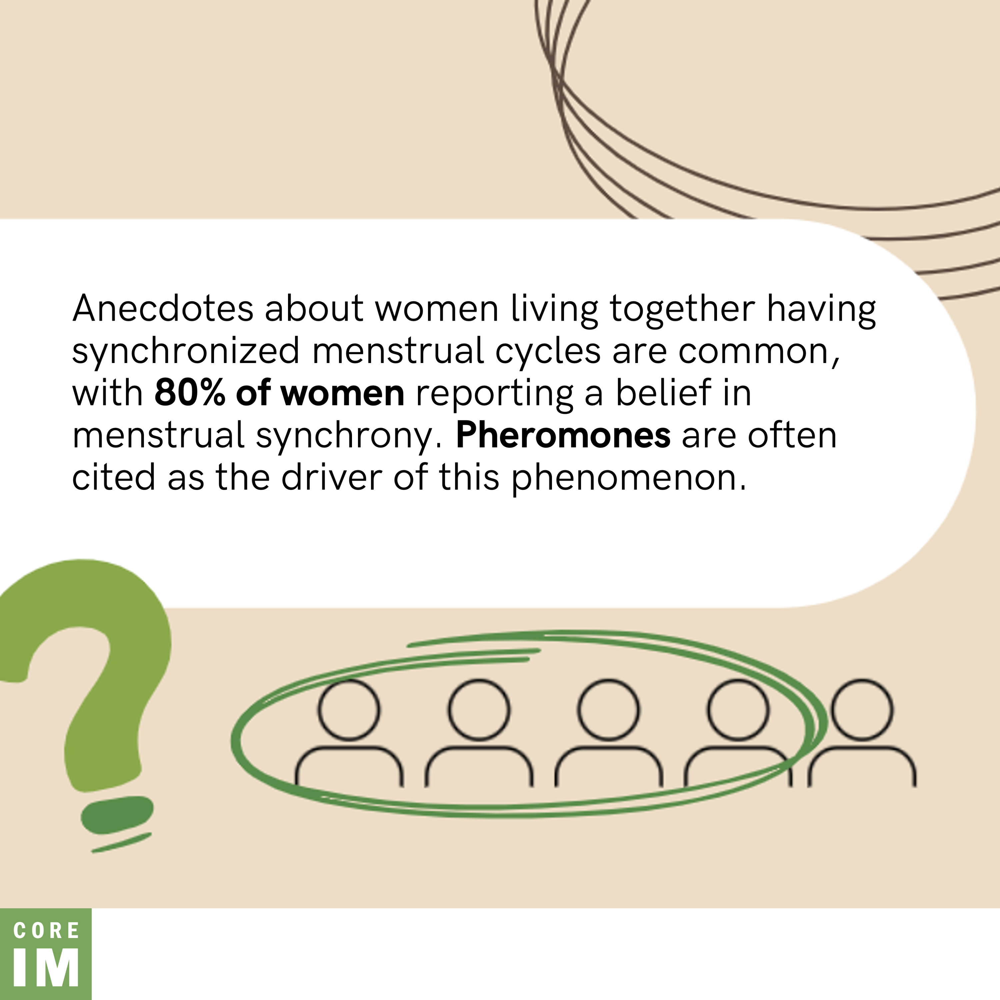 Anecdotes about women living together having
synchronized menstrual cycles are common,
with 80% of women reporting a belief in
menstrual synchrony. Pheromones are often
cited as the driver of this phenomenon.
?
CORE
IM